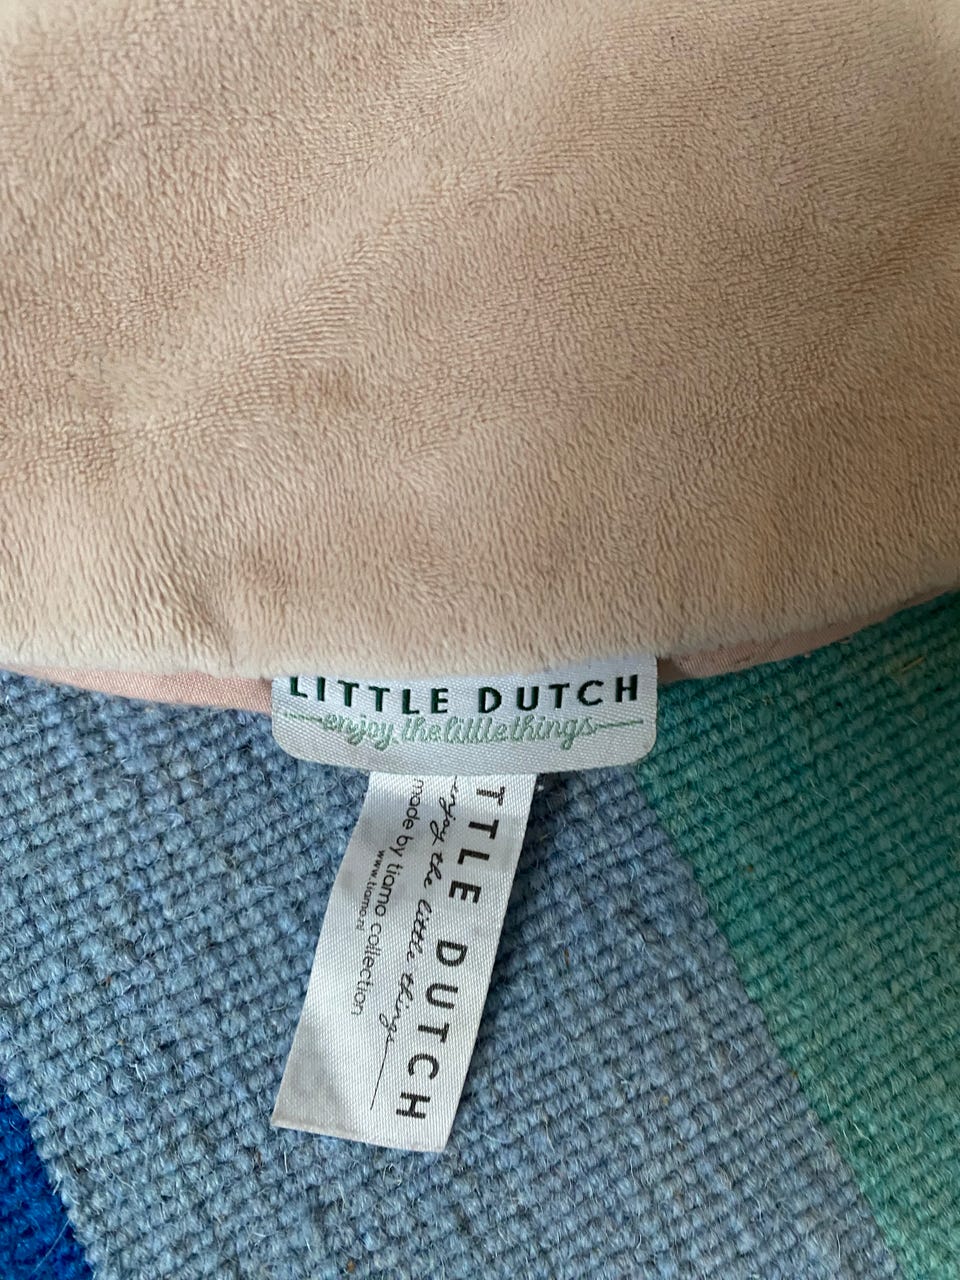 LITTLE DUTCH
enjoy the little things
TTLE DUTCH
enjoy the little things
made by tiamo collection
www.tiamo.nl